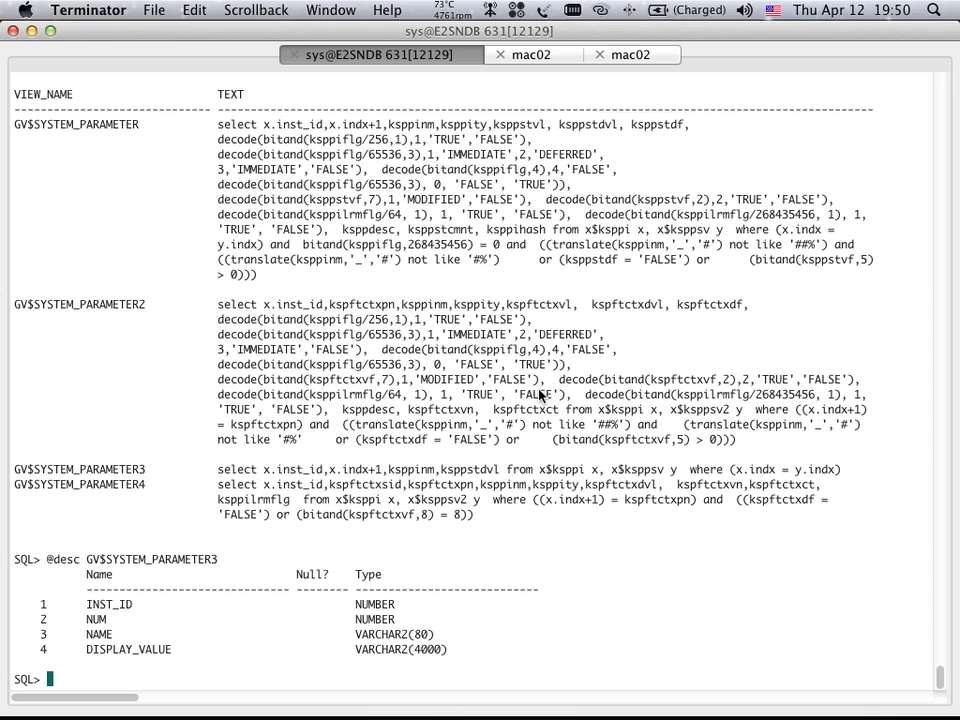 Terminator File Edit Scrollback Window Help 73°C 4761rpm (Charged) Thu Apr 12 19:50
sys@E2SNDB 631[12129]
sys@E2SNDB 631[12129] mac02 mac02
VIEW_NAME TEXT
------------------------------ ----------------------------------------------------------------------------------------------------
GV$SYSTEM_PARAMETER select x.inst_id,x.indx+1,ksppinm,ksppity,ksppstvl, ksppstdvl, ksppstdf,
decode(bitand(ksppiflg/256,1),1,'TRUE','FALSE'),
decode(bitand(ksppiflg/65536,3),1,'IMMEDIATE',2,'DEFERRED',
3,'IMMEDIATE','FALSE'), decode(bitand(ksppiflg,4),4,'FALSE',
decode(bitand(ksppiflg/65536,3), 0, 'FALSE', 'TRUE')),
decode(bitand(ksppstvf,7),1,'MODIFIED','FALSE'), decode(bitand(ksppstvf,2),2,'TRUE','FALSE'),
decode(bitand(ksppilrmflg/64, 1), 1, 'TRUE', 'FALSE'), decode(bitand(ksppilrmflg/268435456, 1), 1,
'TRUE', 'FALSE'), ksppdesc, ksppstcmnt, ksppihash from x$ksppi x, x$ksppsv y where (x.indx =
y.indx) and bitand(ksppiflg,268435456) = 0 and ((translate(ksppinm,'_','#') not like '##%') and
((translate(ksppinm,'_','#') not like '#%') or (ksppstdf = 'FALSE') or (bitand(ksppstvf,5)
> 0)))
GV$SYSTEM_PARAMETER2 select x.inst_id,kspftctxpn,ksppinm,ksppity,kspftctxvl, kspftctxdvl, kspftctxdf,
decode(bitand(ksppiflg/256,1),1,'TRUE','FALSE'),
decode(bitand(ksppiflg/65536,3),1,'IMMEDIATE',2,'DEFERRED',
3,'IMMEDIATE','FALSE'), decode(bitand(ksppiflg,4),4,'FALSE',
decode(bitand(ksppiflg/65536,3), 0, 'FALSE', 'TRUE')),
decode(bitand(kspftctxvf,7),1,'MODIFIED','FALSE'), decode(bitand(kspftctxvf,2),2,'TRUE','FALSE'),
decode(bitand(ksppilrmflg/64, 1), 1, 'TRUE', 'FALSE'), decode(bitand(ksppilrmflg/268435456, 1), 1,
'TRUE', 'FALSE'), ksppdesc, kspftctxvn, kspftctxct from x$ksppi x, x$ksppsv2 y where ((x.indx+1)
= kspftctxpn) and ((translate(ksppinm,'_','#') not like '##%') and (translate(ksppinm,'_','#')
not like '#%' or (kspftctxdf = 'FALSE') or (bitand(kspftctxvf,5) > 0)))
GV$SYSTEM_PARAMETER3 select x.inst_id,x.indx+1,ksppinm,ksppstdvl from x$ksppi x, x$ksppsv y where (x.indx = y.indx)
GV$SYSTEM_PARAMETER4 select x.inst_id,kspftctxsid,kspftctxpn,ksppinm,ksppity,kspftctxdvl, kspftctxvn,kspftctxct,
ksppilrmflg from x$ksppi x, x$ksppsv2 y where ((x.indx+1) = kspftctxpn) and ((kspftctxdf =
'FALSE') or (bitand(kspftctxvf,8) = 8))
SQL> @desc GV$SYSTEM_PARAMETER3
Name Null? Type
------------------------------- -------- ----------------------------
1 INST_ID NUMBER
2 NUM NUMBER
3 NAME VARCHAR2(80)
4 DISPLAY_VALUE VARCHAR2(4000)
SQL>